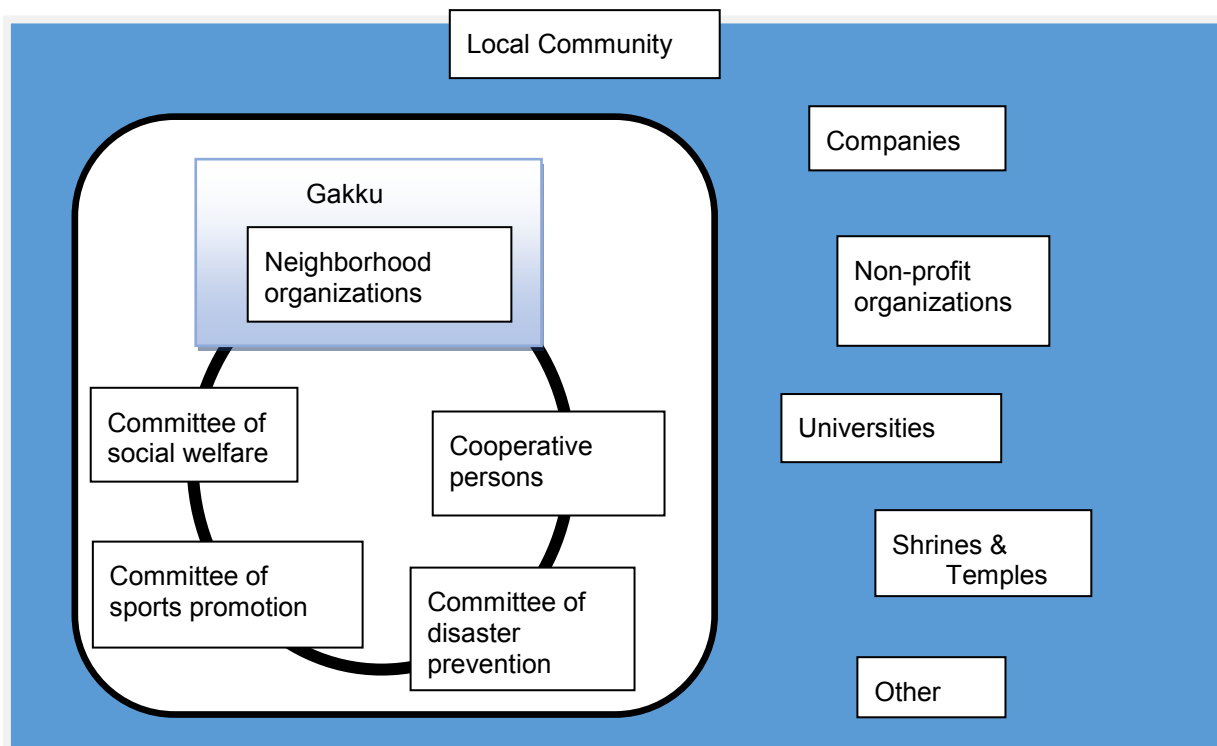 Local Community
Gakku
Neighborhood
organizations
Committee of
social welfare
Cooperative
persons
Committee of
sports promotion
Committee of
disaster
prevention
Companies
Non-profit
organizations
Universities
Shrines &
Temples
Other